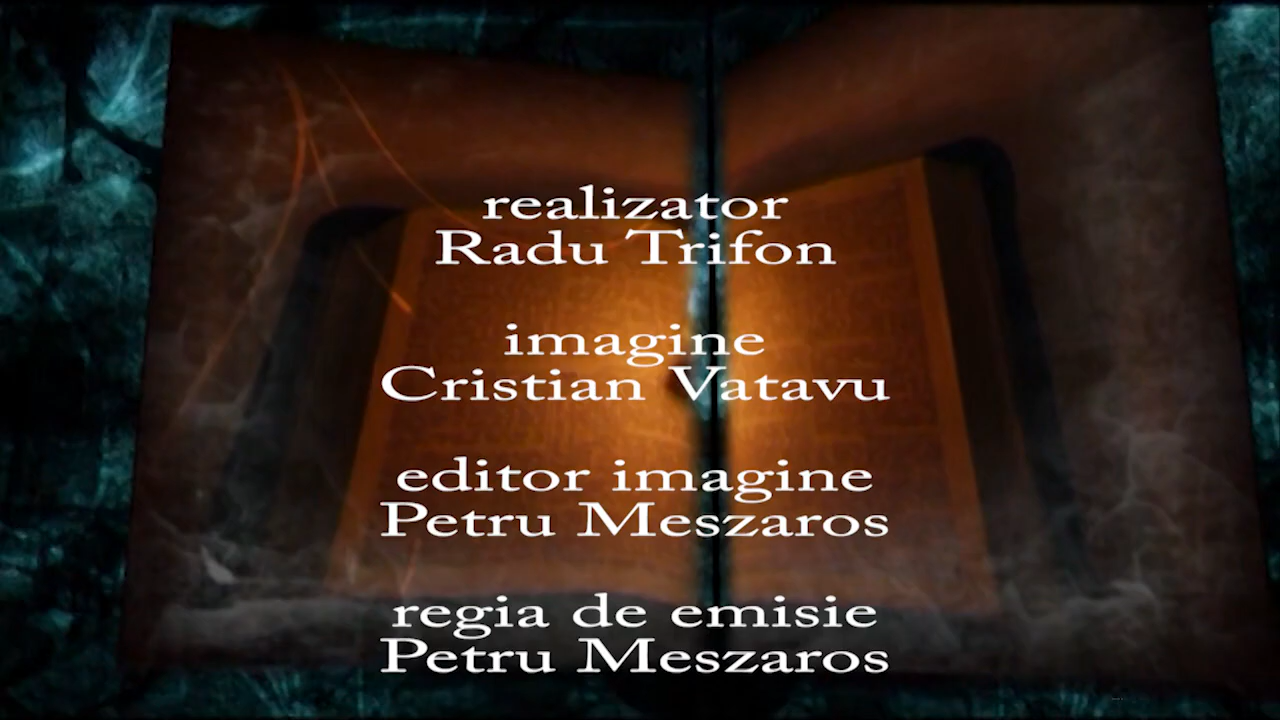 realizator
Radu Trifon
imagine
Cristian Vatavu
editor imagine
Petru Meszaros
regia de emisie
Petru Meszaros